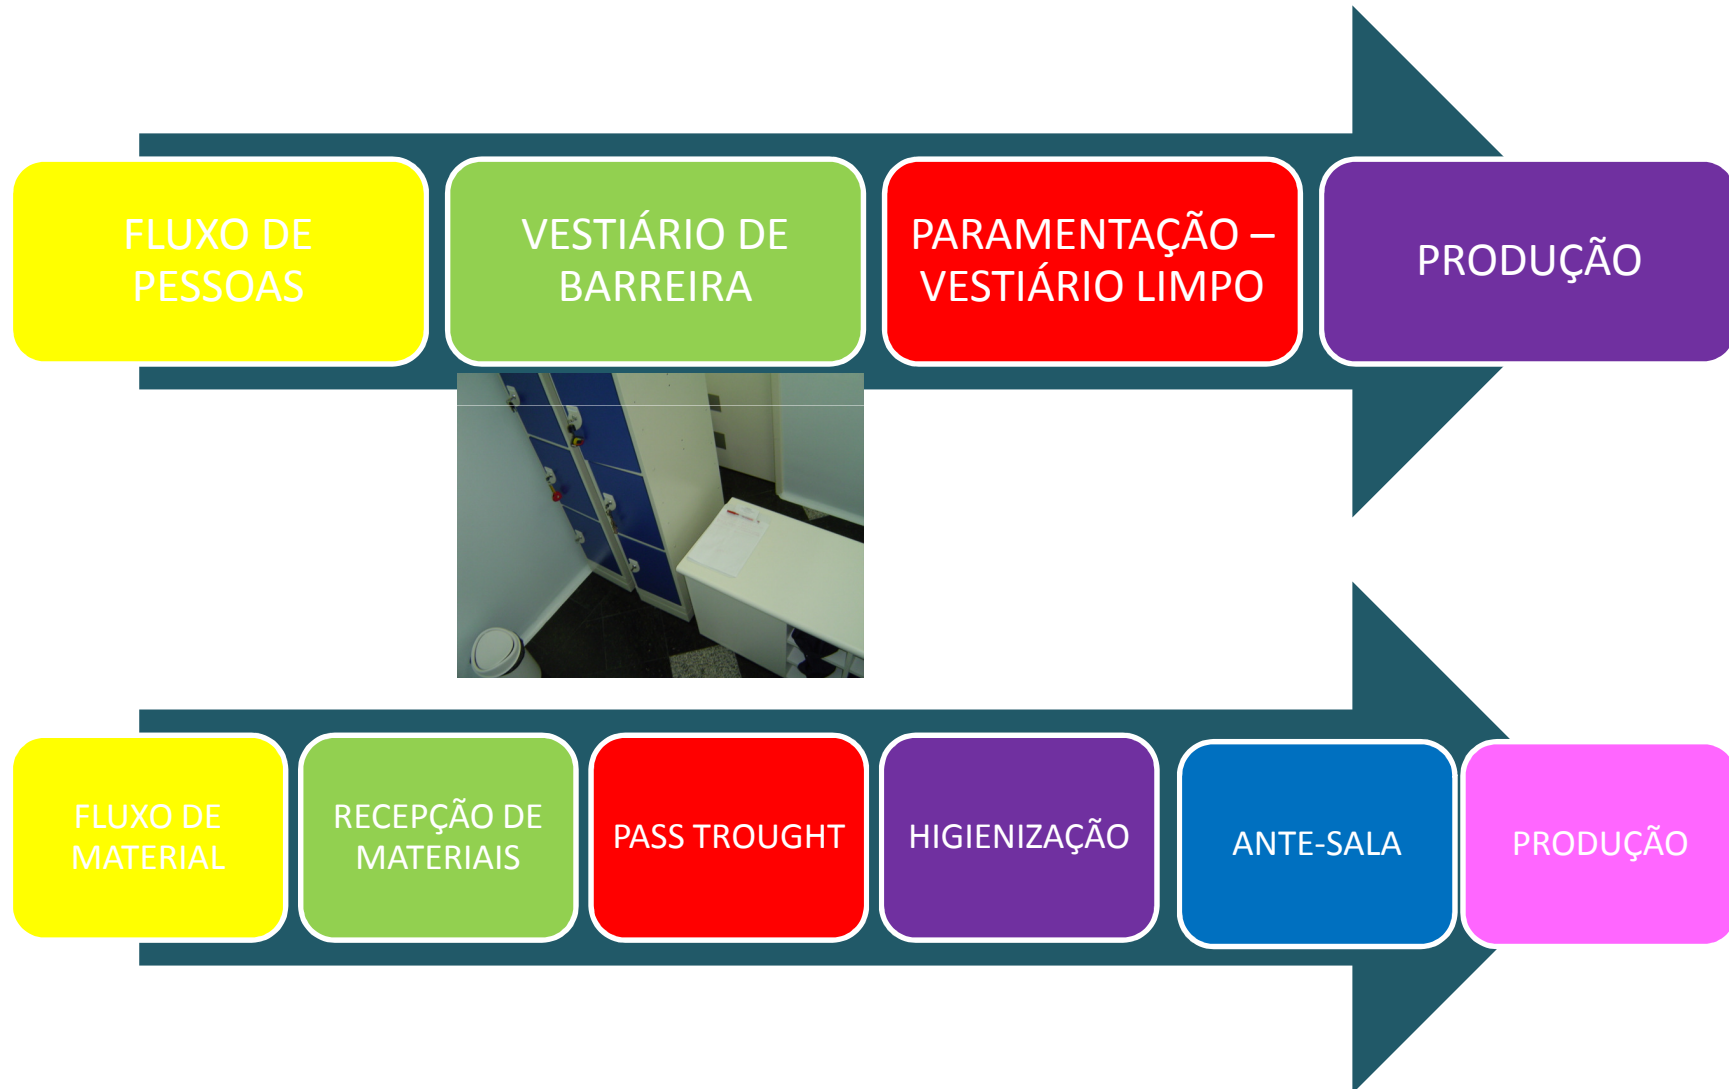 FLUXO DE
PESSOAS
VESTIÁRIO DE
BARREIRA
PARAMENTAÇÃO –
VESTIÁRIO LIMPO
PRODUÇÃO
FLUXO DE
MATERIAL
RECEPÇÃO DE
MATERIAIS
PASS TROUGHT
HIGIENIZAÇÃO
ANTE-SALA
PRODUÇÃO